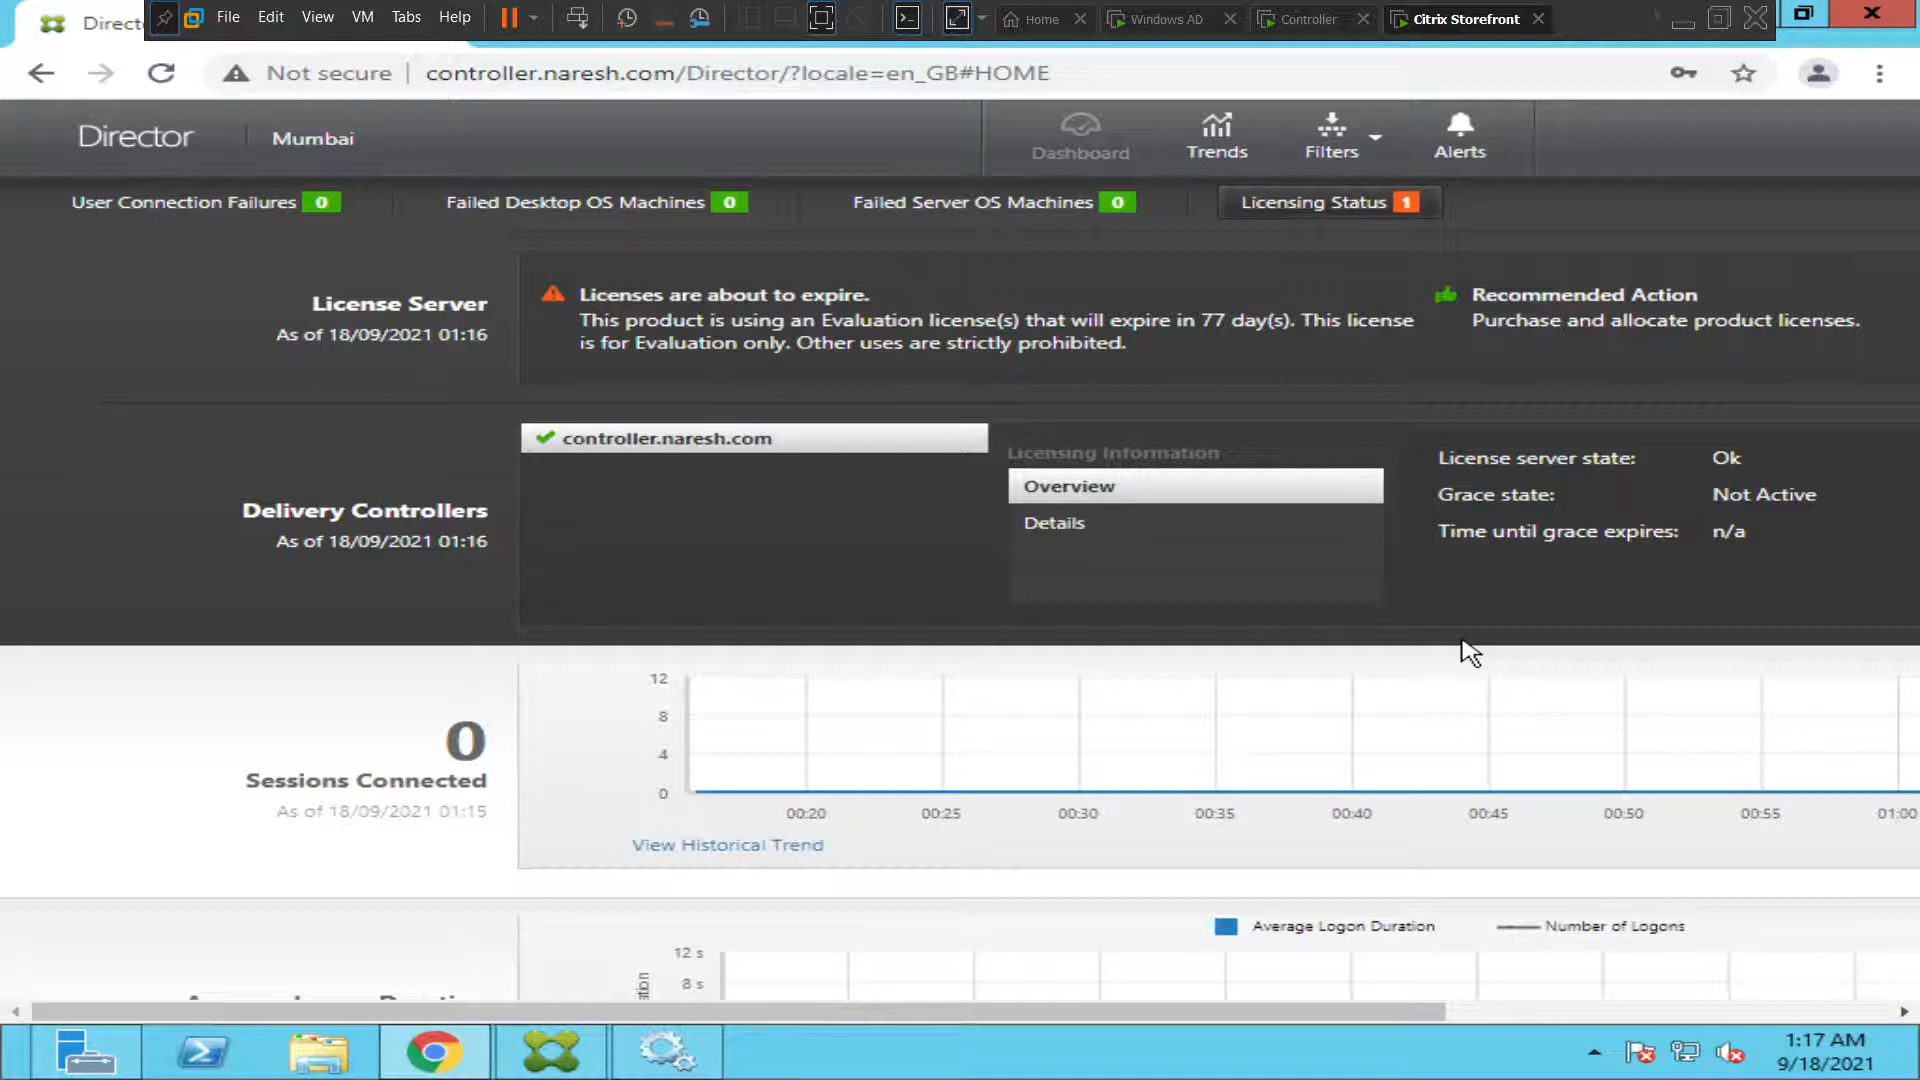 File Edit View VM Tabs Help
Home Windows AD Controller Citrix Storefront
Not secure controller.naresh.com/Director/?locale=en_GB#HOME
Director Mumbai
Dashboard Trends Filters Alerts
User Connection Failures 0 Failed Desktop OS Machines 0 Failed Server OS Machines 0 Licensing Status 1
License Server
As of 18/09/2021 01:16
Licenses are about to expire.
This product is using an Evaluation license(s) that will expire in 77 day(s). This license
is for Evaluation only. Other uses are strictly prohibited.
Recommended Action
Purchase and allocate product licenses.
Delivery Controllers
As of 18/09/2021 01:16
controller.naresh.com
Licensing Information
Overview
Details
License server state: Ok
Grace state: Not Active
Time until grace expires: n/a
0
Sessions Connected
As of 18/09/2021 01:15
12
8
4
0
00:20 00:25 00:30 00:35 00:40 00:45 00:50 00:55 01:00
View Historical Trend
Average Logon Duration Number of Logons
12 s
8 s
1:17 AM
9/18/2021